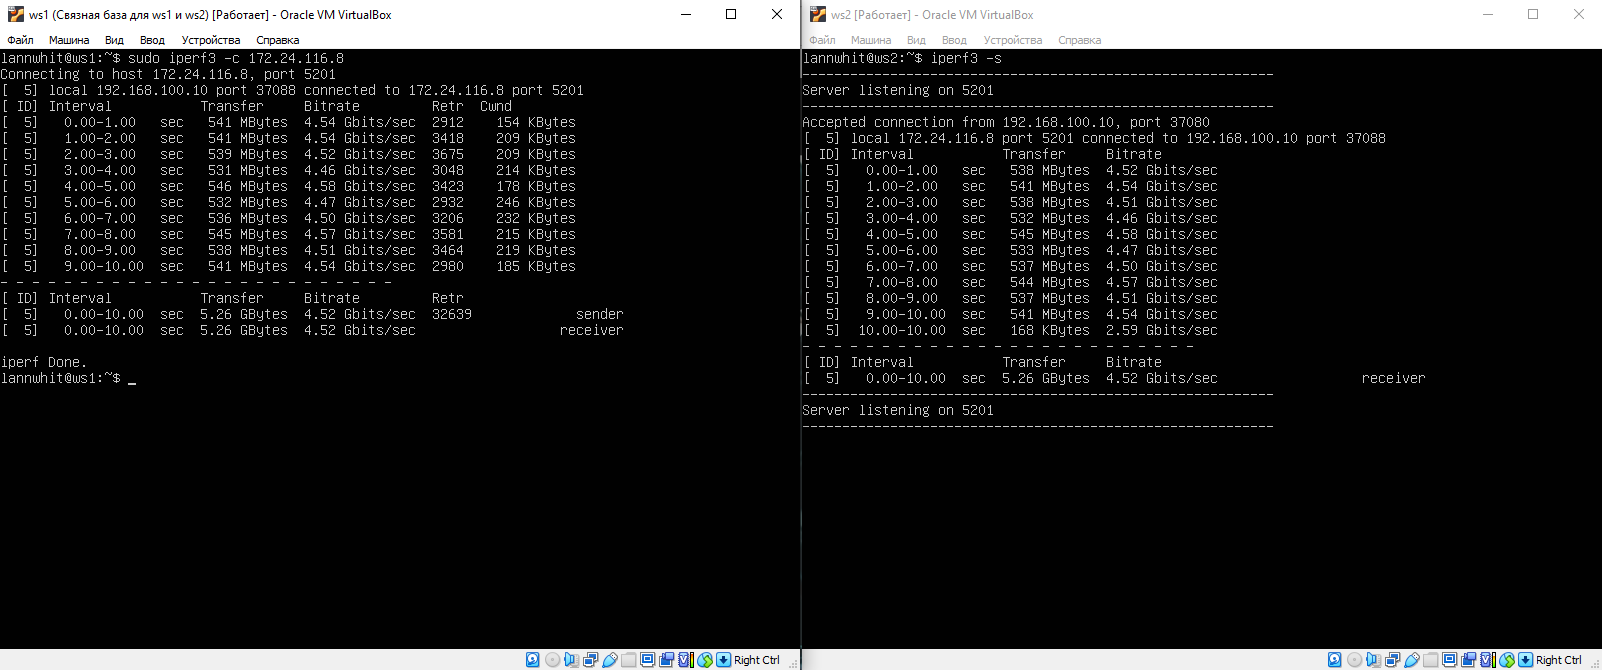 ws1 (Связная база для ws1 и ws2) [Работает] - Oracle VM VirtualBox
Файл Машина Вид Ввод Устройства Справка
lannwhit@ws1:~$ sudo iperf3 -c 172.24.116.8
Connecting to host 172.24.116.8, port 5201
[  5] local 192.168.100.10 port 37088 connected to 172.24.116.8 port 5201
[ ID] Interval           Transfer     Bitrate         Retr  Cwnd
[  5]   0.00-1.00   sec   541 MBytes  4.54 Gbits/sec  2912    154 KBytes
[  5]   1.00-2.00   sec   541 MBytes  4.54 Gbits/sec  3418    209 KBytes
[  5]   2.00-3.00   sec   539 MBytes  4.52 Gbits/sec  3675    209 KBytes
[  5]   3.00-4.00   sec   531 MBytes  4.46 Gbits/sec  3048    214 KBytes
[  5]   4.00-5.00   sec   546 MBytes  4.58 Gbits/sec  3423    178 KBytes
[  5]   5.00-6.00   sec   532 MBytes  4.47 Gbits/sec  2932    246 KBytes
[  5]   6.00-7.00   sec   536 MBytes  4.50 Gbits/sec  3206    232 KBytes
[  5]   7.00-8.00   sec   545 MBytes  4.57 Gbits/sec  3581    215 KBytes
[  5]   8.00-9.00   sec   538 MBytes  4.51 Gbits/sec  3464    219 KBytes
[  5]   9.00-10.00  sec   541 MBytes  4.54 Gbits/sec  2980    185 KBytes
- - - - - - - - - - - - - - - - - - - - - - - - -
[ ID] Interval           Transfer     Bitrate         Retr
[  5]   0.00-10.00  sec  5.26 GBytes  4.52 Gbits/sec  32639             sender
[  5]   0.00-10.00  sec  5.26 GBytes  4.52 Gbits/sec                  receiver
iperf Done.
lannwhit@ws1:~$ _
Right Ctrl
ws2 [Работает] - Oracle VM VirtualBox
Файл Машина Вид Ввод Устройства Справка
lannwhit@ws2:~$ iperf3 -s
-----------------------------------------------------------
Server listening on 5201
-----------------------------------------------------------
Accepted connection from 192.168.100.10, port 37080
[  5] local 172.24.116.8 port 5201 connected to 192.168.100.10 port 37088
[ ID] Interval           Transfer     Bitrate
[  5]   0.00-1.00   sec   538 MBytes  4.52 Gbits/sec
[  5]   1.00-2.00   sec   541 MBytes  4.54 Gbits/sec
[  5]   2.00-3.00   sec   538 MBytes  4.51 Gbits/sec
[  5]   3.00-4.00   sec   532 MBytes  4.46 Gbits/sec
[  5]   4.00-5.00   sec   545 MBytes  4.58 Gbits/sec
[  5]   5.00-6.00   sec   533 MBytes  4.47 Gbits/sec
[  5]   6.00-7.00   sec   537 MBytes  4.50 Gbits/sec
[  5]   7.00-8.00   sec   544 MBytes  4.57 Gbits/sec
[  5]   8.00-9.00   sec   537 MBytes  4.51 Gbits/sec
[  5]   9.00-10.00  sec   541 MBytes  4.54 Gbits/sec
[  5]  10.00-10.00  sec   168 KBytes  2.59 Gbits/sec
- - - - - - - - - - - - - - - - - - - - - - - - -
[ ID] Interval           Transfer     Bitrate
[  5]   0.00-10.00  sec  5.26 GBytes  4.52 Gbits/sec                  receiver
-----------------------------------------------------------
Server listening on 5201
-----------------------------------------------------------
Right Ctrl